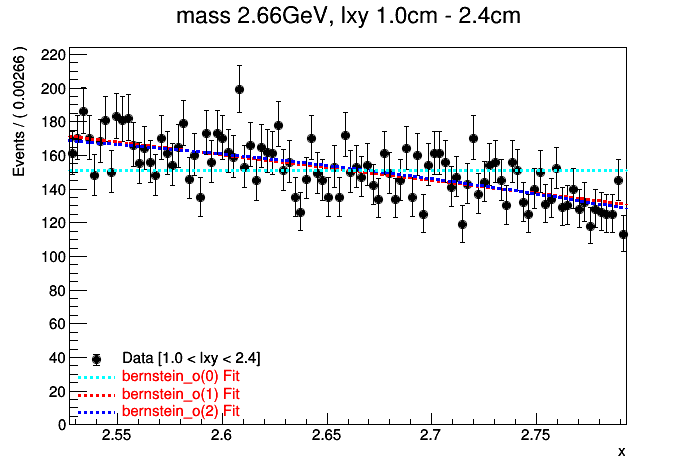 mass 2.66GeV, lxy 1.0cm - 2.4cm
Events / ( 0.00266 )
220
200
180
160
140
120
100
80
60
40
20
0
Data [1.0 < lxy < 2.4]
bernstein_o(0) Fit
bernstein_o(1) Fit
bernstein_o(2) Fit
2.55
2.6
2.65
2.7
2.75
x